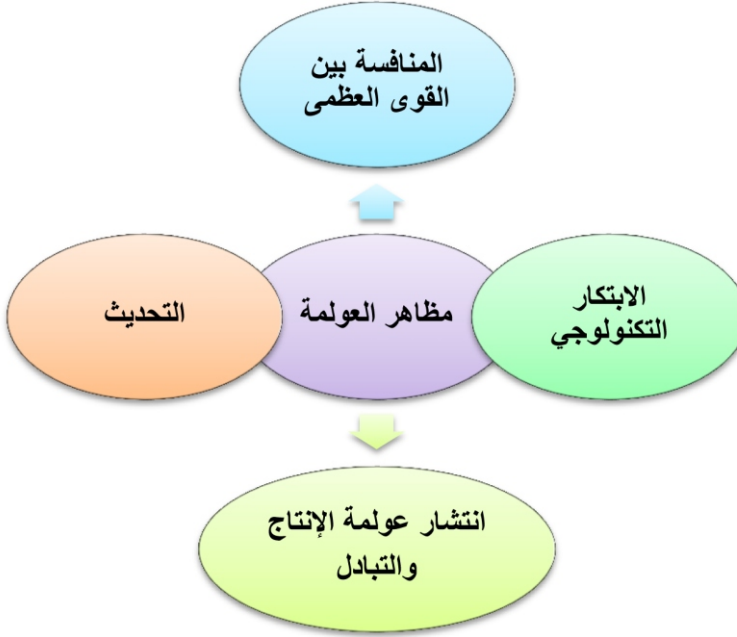 المنافسة بين
القوى العظمى
الابتكار
التكنولوجي
مظاهر العولمة
التحديث
انتشار عولمة الإنتاج
والتبادل